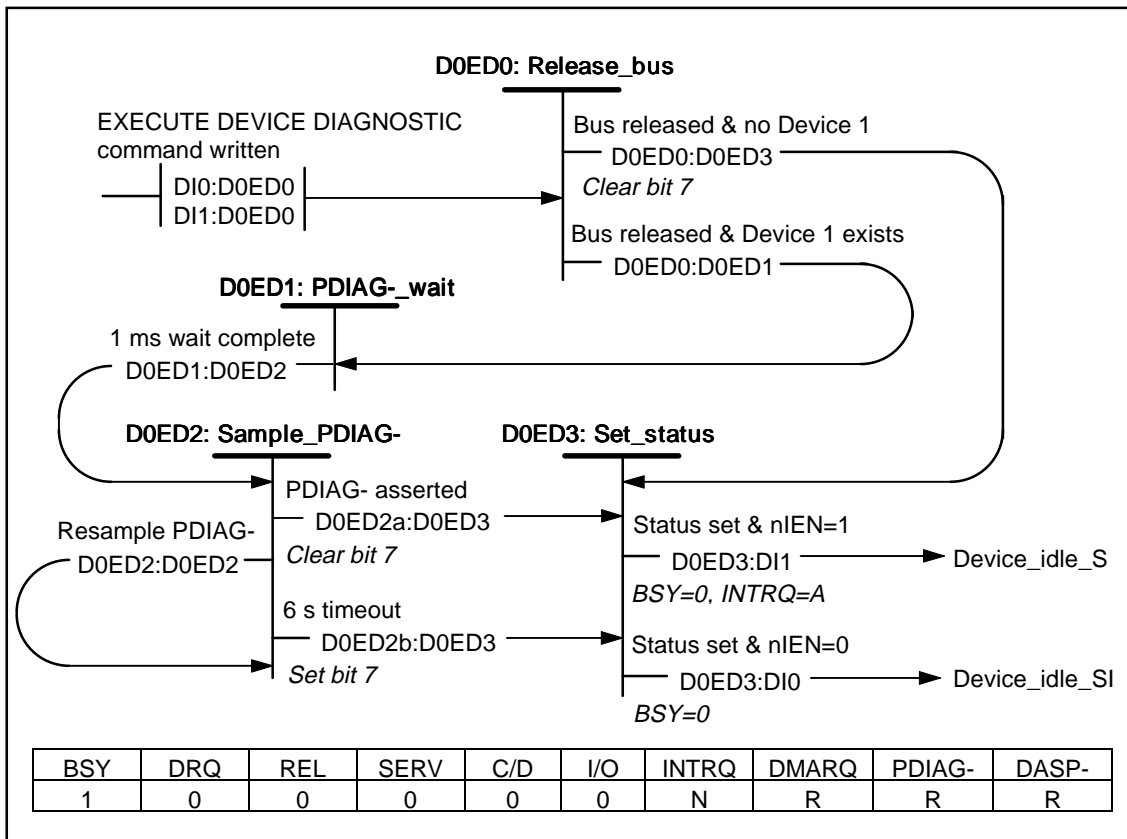 D0ED0: Release_bus
EXECUTE DEVICE DIAGNOSTIC
command written
DI0:D0ED0
DI1:D0ED0
Bus released & no Device 1
D0ED0:D0ED3
Clear bit 7
Bus released & Device 1 exists
D0ED0:D0ED1
D0ED1: PDIAG-_wait
1 ms wait complete
D0ED1:D0ED2
D0ED2: Sample_PDIAG-
PDIAG- asserted
D0ED2a:D0ED3
Clear bit 7
Resample PDIAG-
D0ED2:D0ED2
6 s timeout
D0ED2b:D0ED3
Set bit 7
D0ED3: Set_status
Status set & nIEN=1
D0ED3:DI1
Device_idle_S
BSY=0, INTRQ=A
Status set & nIEN=0
D0ED3:DI0
Device_idle_SI
BSY=0
BSY DRQ REL SERV C/D I/O INTRQ DMARQ PDIAG- DASP-
1 0 0 0 0 0 N R R R